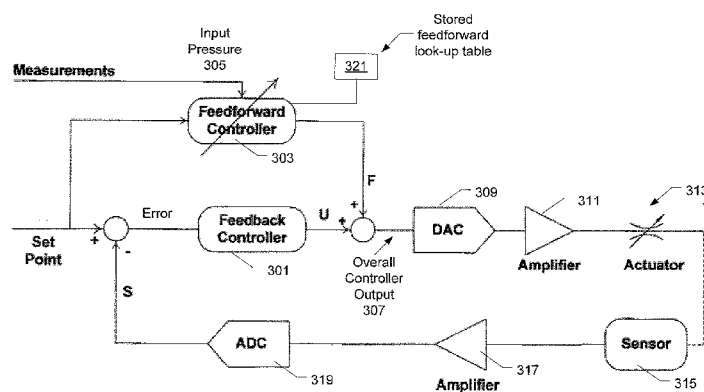 Input
Pressure
305
Stored
feedforward
look-up table
321
Measurements
Feedforward
Controller
303
F
309
311
313
Error
Feedback
Controller
U
DAC
+
+
+
-
Set
Point
301
Overall
Controller
Output
307
Amplifier
Actuator
S
ADC
319
317
Amplifier
Sensor
315